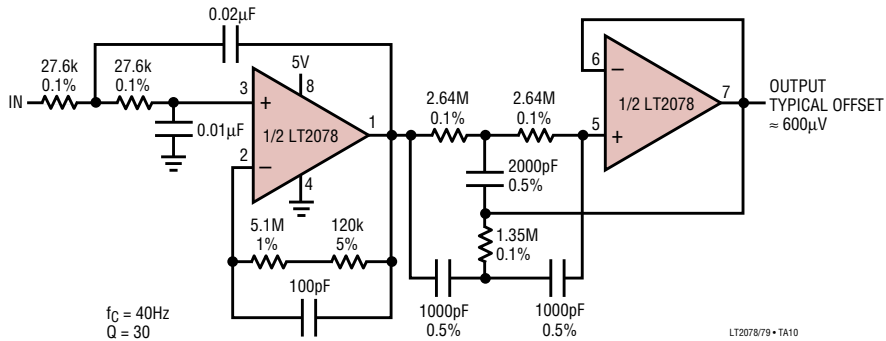 0.02µF
27.6k
0.1%
27.6k
0.1%
IN
0.01µF
5V
3
8
+
1/2 LT2078
1
2
−
4
5.1M
1%
120k
5%
100pF
fC = 40Hz
Q = 30
2.64M
0.1%
2.64M
0.1%
2000pF
0.5%
1.35M
0.1%
1000pF
0.5%
1000pF
0.5%
6
−
1/2 LT2078
7
5
+
OUTPUT
TYPICAL OFFSET
≈ 600µV
LT2078/79 • TA10